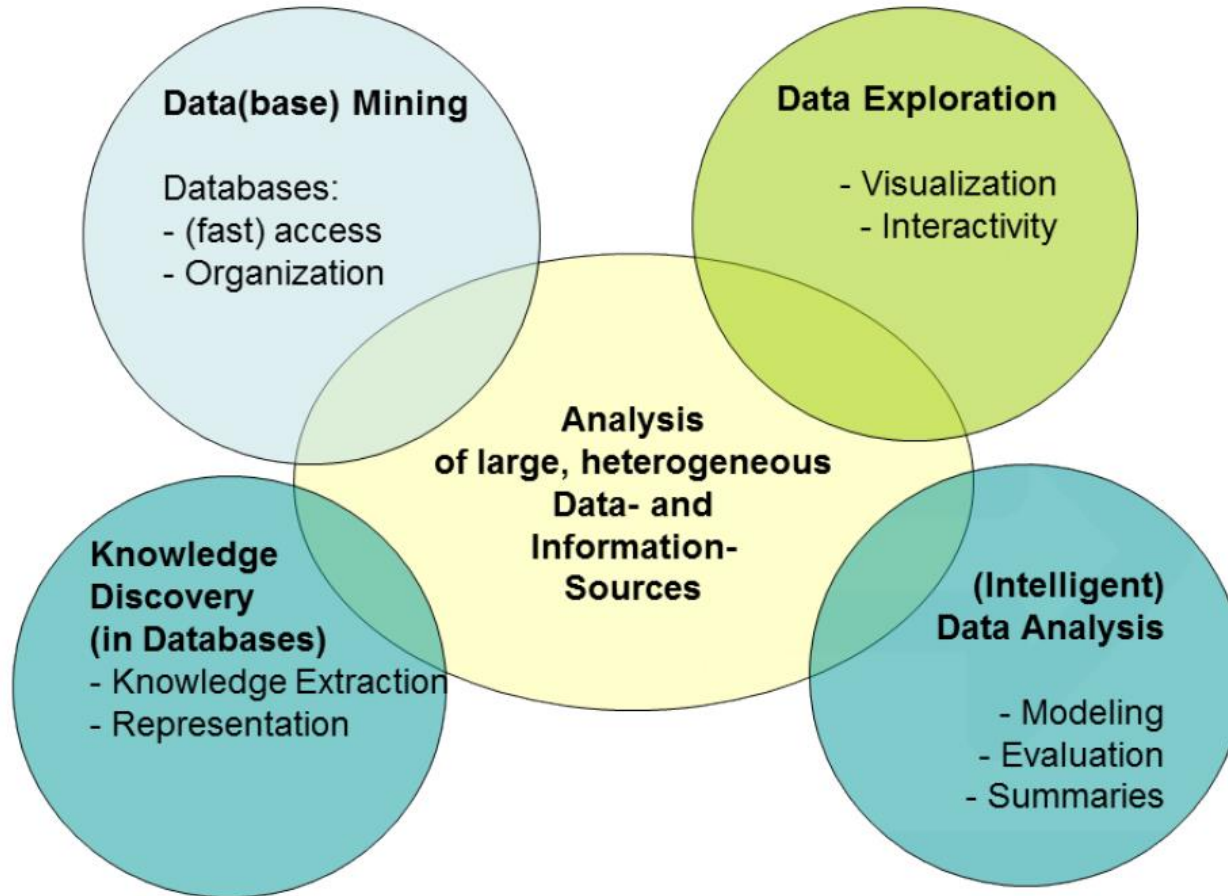 Data(base) Mining
Databases:
- (fast) access
- Organization
Data Exploration
- Visualization
- Interactivity
Analysis
of large, heterogeneous
Data- and
Information-
Sources
Knowledge
Discovery
(in Databases)
- Knowledge Extraction
- Representation
(Intelligent)
Data Analysis
- Modeling
- Evaluation
- Summaries